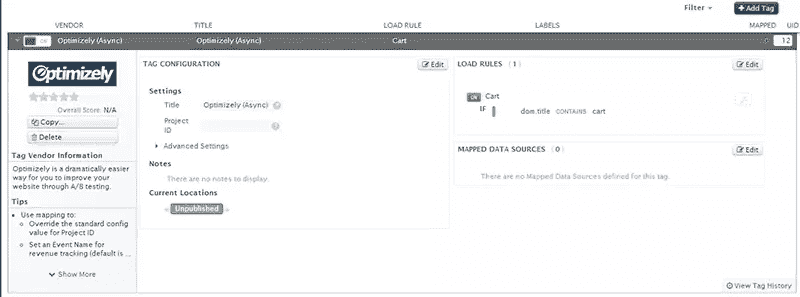 Filter
+ Add Tag
VENDOR TITLE LOAD RULE LABELS MAPPED UID
Optimizely (Async) Optimizely (Async) Cart 12
Optimizely
Overall Score: N/A
Copy...
Delete
Tag Vendor Information
Optimizely is a dramatically easier
way for you to improve your
website through A/B testing.
Tips
Use mapping to:
Override the standard config
value for Project ID
Set an Event Name for
revenue tracking (default is ...
Show More
TAG CONFIGURATION Edit
Settings
Title Optimizely (Async) ?
Project
ID ?
Advanced Settings
Notes
There are no notes to display.
Current Locations
Unpublished
LOAD RULES (1) Edit
Cart
IF dom.title CONTAINS cart
MAPPED DATA SOURCES (0) Edit
There are no Mapped Data Sources defined for this tag.
View Tag History